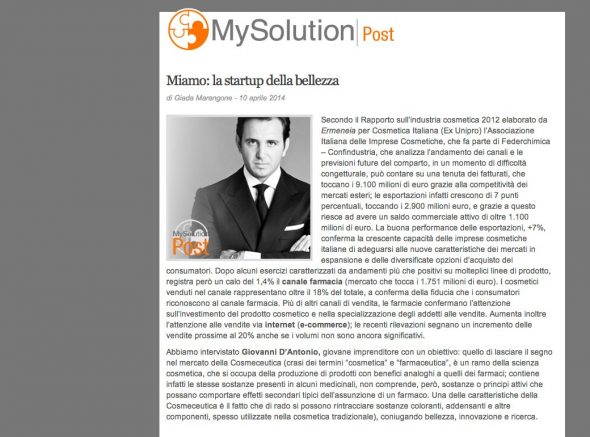 MySolution Post
Miamo: la startup della bellezza
di Giada Marangone - 10 aprile 2014
Secondo il Rapporto sull'industria cosmetica 2012 elaborato da
Ermeneia per Cosmetica Italiana (Ex Unipro) l'Associazione
Italiana delle Imprese Cosmetiche, che fa parte di Federchimica
– Confindustria, che analizza l'andamento dei canali e le
previsioni future del comparto, in un momento di difficoltà
congetturale, può contare su una tenuta dei fatturati, che
toccano i 9.100 milioni di euro grazie alla competitività dei
mercati esteri; le esportazioni infatti crescono di 7 punti
percentuali, toccando i 2.900 milioni euro, e grazie a questo
riesce ad avere un saldo commerciale attivo di oltre 1.100
milioni di euro. La buona performance delle esportazioni, +7%,
conferma la crescente capacità delle imprese cosmetiche
italiane di adeguarsi alle nuove caratteristiche dei mercati in
espansione e delle diversificate opzioni d'acquisto dei
MySolution
Post
consumatori. Dopo alcuni esercizi caratterizzati da andamenti più che positivi su molteplici linee di prodotto,
registra però un calo del 1,4% il canale farmacia (mercato che tocca i 1.751 milioni di euro). I cosmetici
venduti nel canale rappresentano oltre il 18% del totale, a conferma della fiducia che i consumatori
riconoscono al canale farmacia. Più di altri canali di vendita, le farmacie confermano l'attenzione
sull'investimento del prodotto cosmetico e nella specializzazione degli addetti alle vendite. Aumenta inoltre
l'attenzione alle vendite via internet (e-commerce); le recenti rilevazioni segnano un incremento delle
vendite prossime al 20% anche se i volumi non sono ancora significativi.
Abbiamo intervistato Giovanni D'Antonio, giovane imprenditore con un obiettivo: quello di lasciare il segno
nel mercato della Cosmeceutica (crasi dei termini "cosmetica" e "farmaceutica", è un ramo della scienza
cosmetica, che si occupa della produzione di prodotti con benefici analoghi a quelli dei farmaci; contiene
infatti le stesse sostanze presenti in alcuni medicinali, non comprende, però, sostanze o principi attivi che
possano comportare effetti secondari tipici dell'assunzione di un farmaco. Una delle caratteristiche della
Cosmeceutica è il fatto che di rado si possono rintracciare sostanze coloranti, addensanti e altre
componenti, spesso utilizzate nella cosmetica tradizionale), coniugando bellezza, innovazione e ricerca.